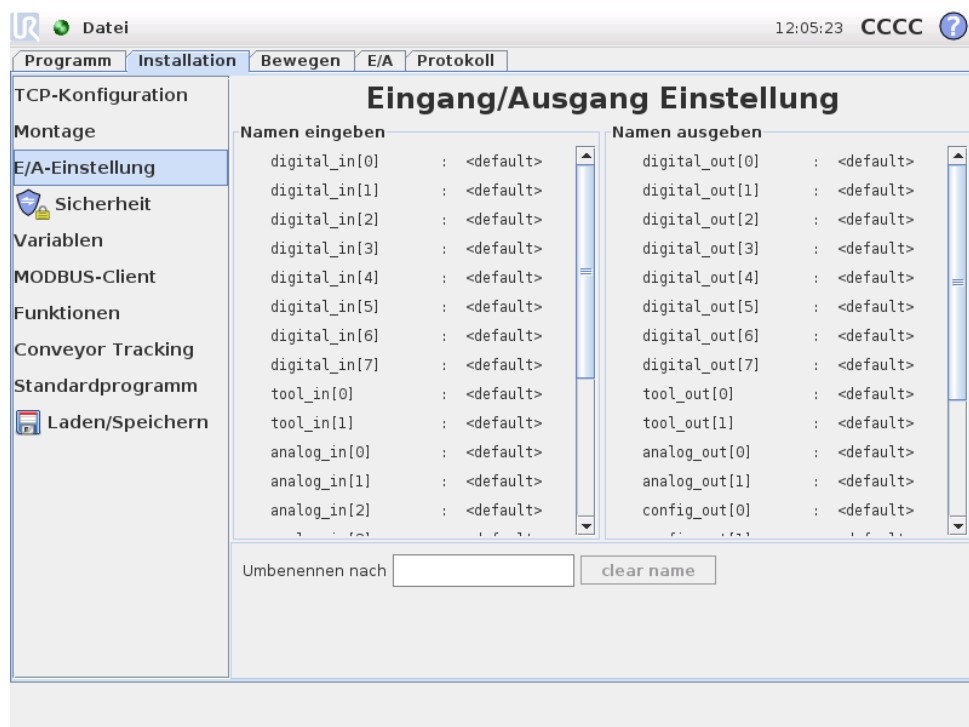 UR Datei 12:05:23 CCCC ?
Programm Installation Bewegen E/A Protokoll
TCP-Konfiguration
Montage
E/A-Einstellung
Sicherheit
Variablen
MODBUS-Client
Funktionen
Conveyor Tracking
Standardprogramm
Laden/Speichern
Eingang/Ausgang Einstellung
Namen eingeben
digital_in[0] : <default>
digital_in[1] : <default>
digital_in[2] : <default>
digital_in[3] : <default>
digital_in[4] : <default>
digital_in[5] : <default>
digital_in[6] : <default>
digital_in[7] : <default>
tool_in[0] : <default>
tool_in[1] : <default>
analog_in[0] : <default>
analog_in[1] : <default>
analog_in[2] : <default>
Namen ausgeben
digital_out[0] : <default>
digital_out[1] : <default>
digital_out[2] : <default>
digital_out[3] : <default>
digital_out[4] : <default>
digital_out[5] : <default>
digital_out[6] : <default>
digital_out[7] : <default>
tool_out[0] : <default>
tool_out[1] : <default>
analog_out[0] : <default>
analog_out[1] : <default>
config_out[0] : <default>
Umbenennen nach clear name